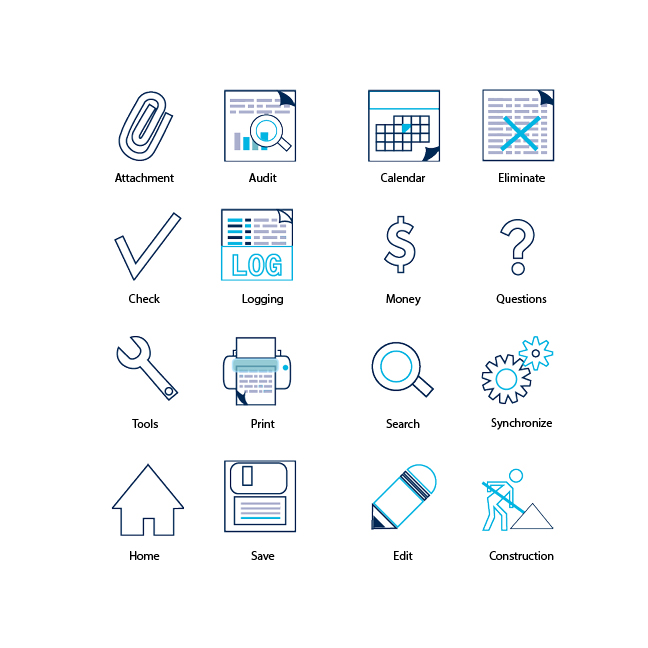 Attachment
Audit
Calendar
Eliminate
LOG
Check
Logging
Money
Questions
Tools
Print
Search
Synchronize
Home
Save
Edit
Construction